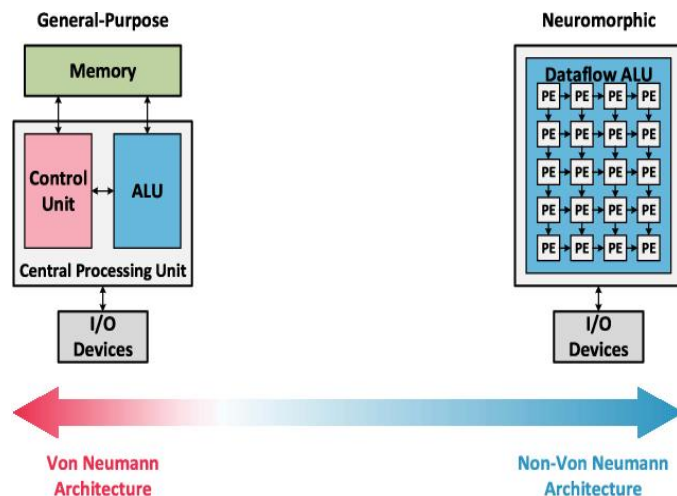 General-Purpose
Memory
Control
Unit
ALU
Central Processing Unit
I/O
Devices
Neuromorphic
Dataflow ALU
PE PE PE PE
PE PE PE PE
PE PE PE PE
PE PE PE PE
PE PE PE PE
I/O
Devices
Von Neumann
Architecture
Non-Von Neumann
Architecture